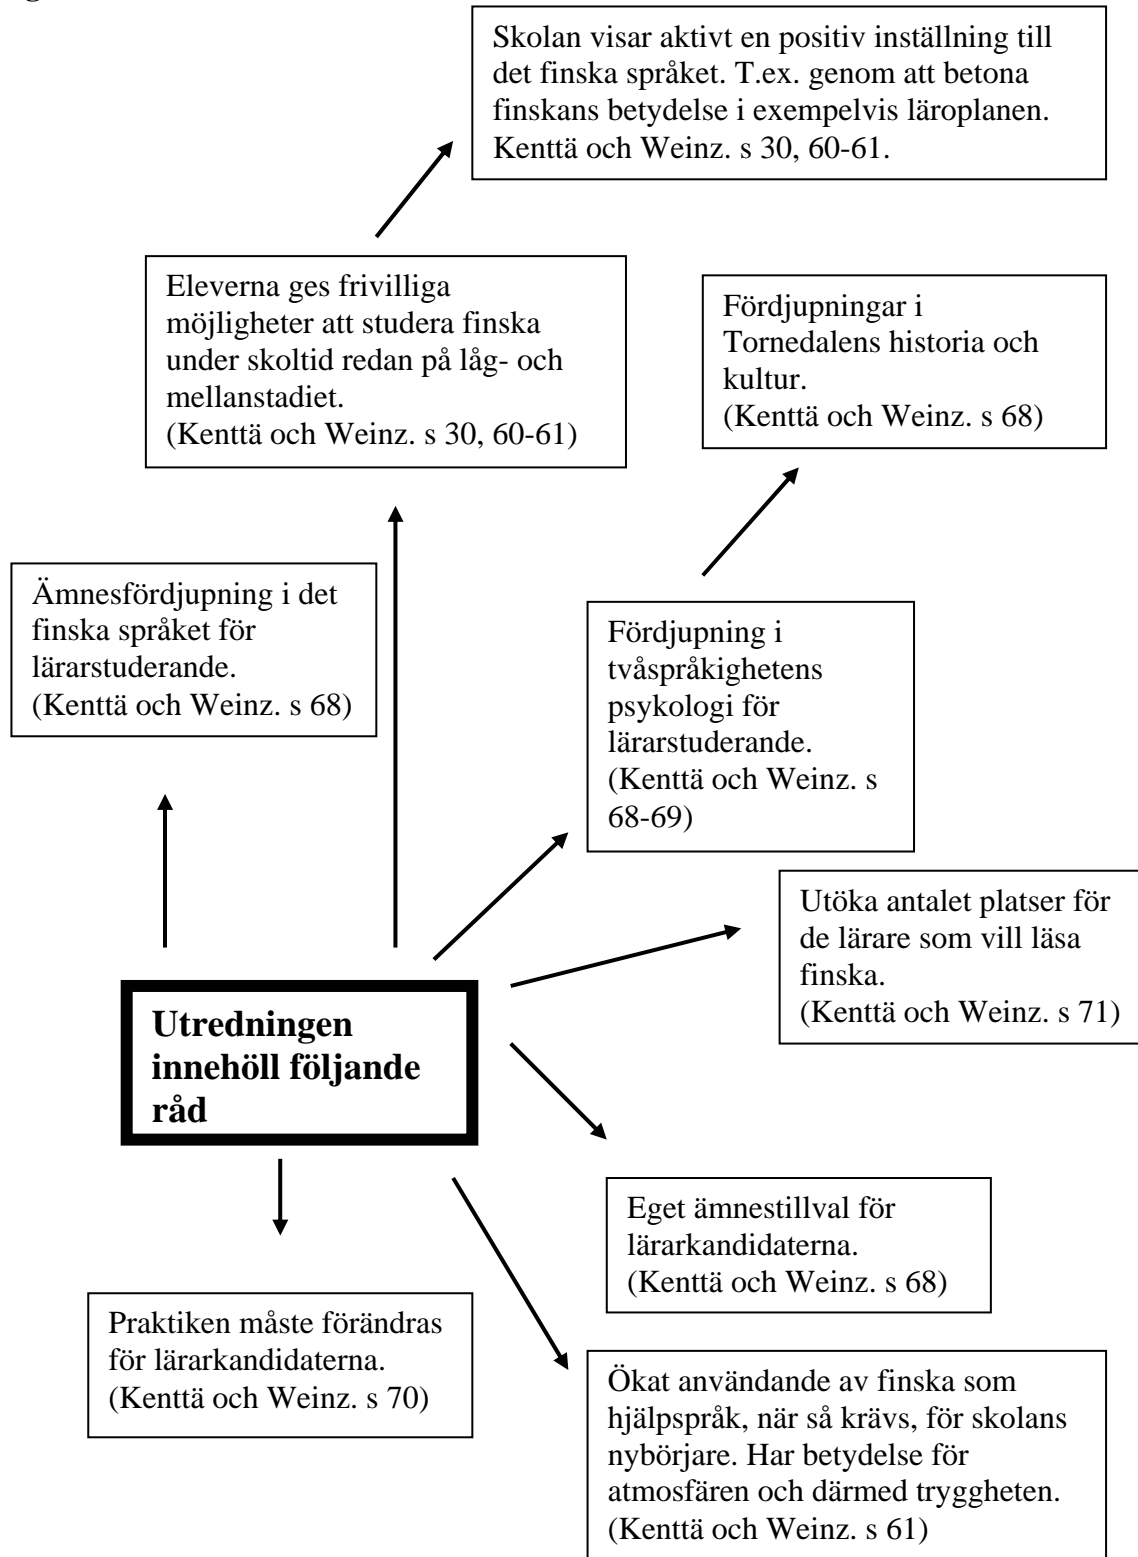 Skolan visar aktivt en positiv inställning till
det finska språket. T.ex. genom att betona
finskans betydelse i exempelvis läroplanen.
Kenttä och Weinz. s 30, 60-61.
Eleverna ges frivilliga
möjligheter att studera finska
under skoltid redan på låg- och
mellanstadiet.
(Kenttä och Weinz. s 30, 60-61)
Fördjupningar i
Tornedalens historia och
kultur.
(Kenttä och Weinz. s 68)
Ämnesfördjupning i det
finska språket för
lärarstuderande.
(Kenttä och Weinz. s 68)
Fördjupning i
tvåspråkighetens
psykologi för
lärarstuderande.
(Kenttä och Weinz. s
68-69)
Utöka antalet platser för
de lärare som vill läsa
finska.
(Kenttä och Weinz. s 71)
Utredningen
innehöll följande
råd
Eget ämnestillval för
lärarkandidaterna.
(Kenttä och Weinz. s 68)
Praktiken måste förändras
för lärarkandidaterna.
(Kenttä och Weinz. s 70)
Ökat användande av finska som
hjälpspråk, när så krävs, för skolans
nybörjare. Har betydelse för
atmosfären och därmed tryggheten.
(Kenttä och Weinz. s 61)